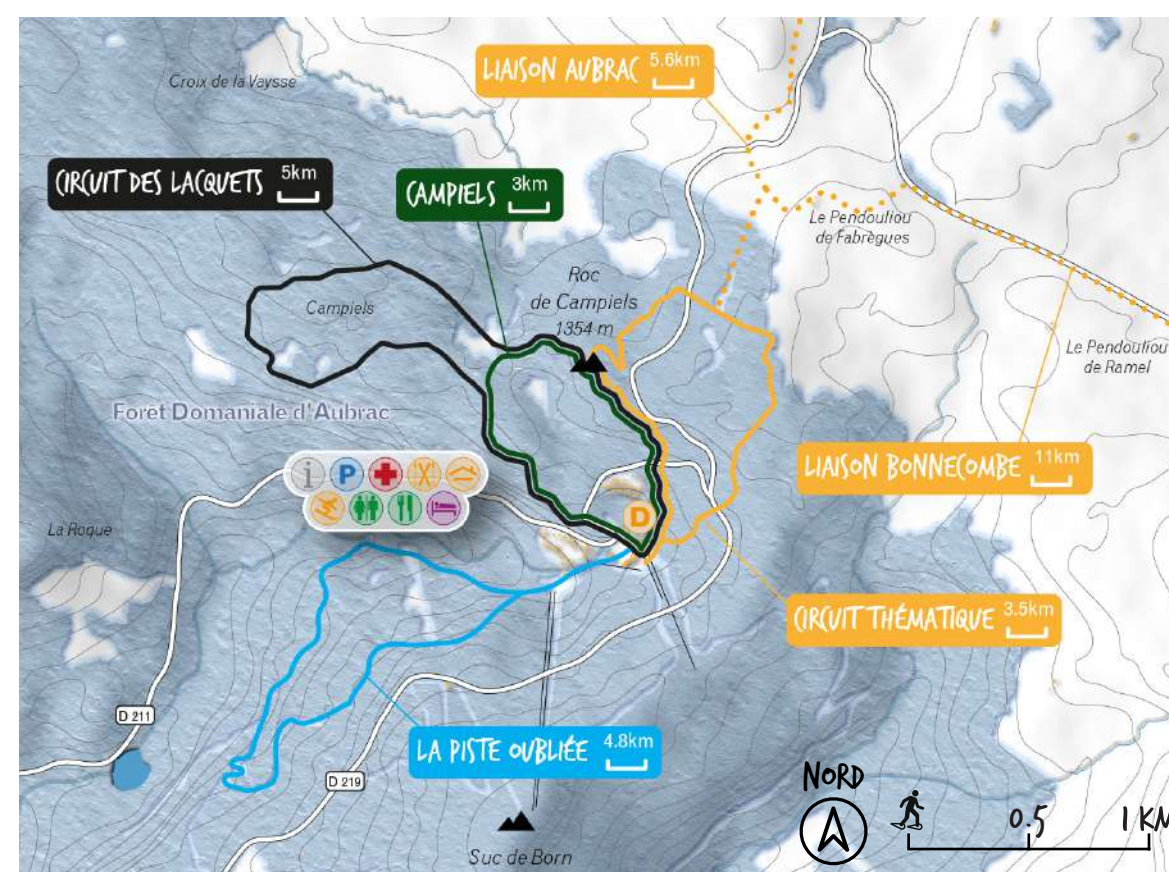 LIAISON AUBRAC 5.6km
Croix de la Vaysse
CIRCUIT DES LACQUETS 5km
CAMPIELS 3km
Le Pendouliou
de Fabrègues
Roc
de Campiels
1354 m
Campiels
Le Pendouliou
de Ramel
Forêt Domaniale d'Aubrac
LIAISON BONNECOMBE 11km
i P
D
La Roque
CIRCUIT THÉMATIQUE 3.5km
D 211
LA PISTE OUBLIÉE 4.8km
D 219
NORD
0.5 1 KM
Suc de Born